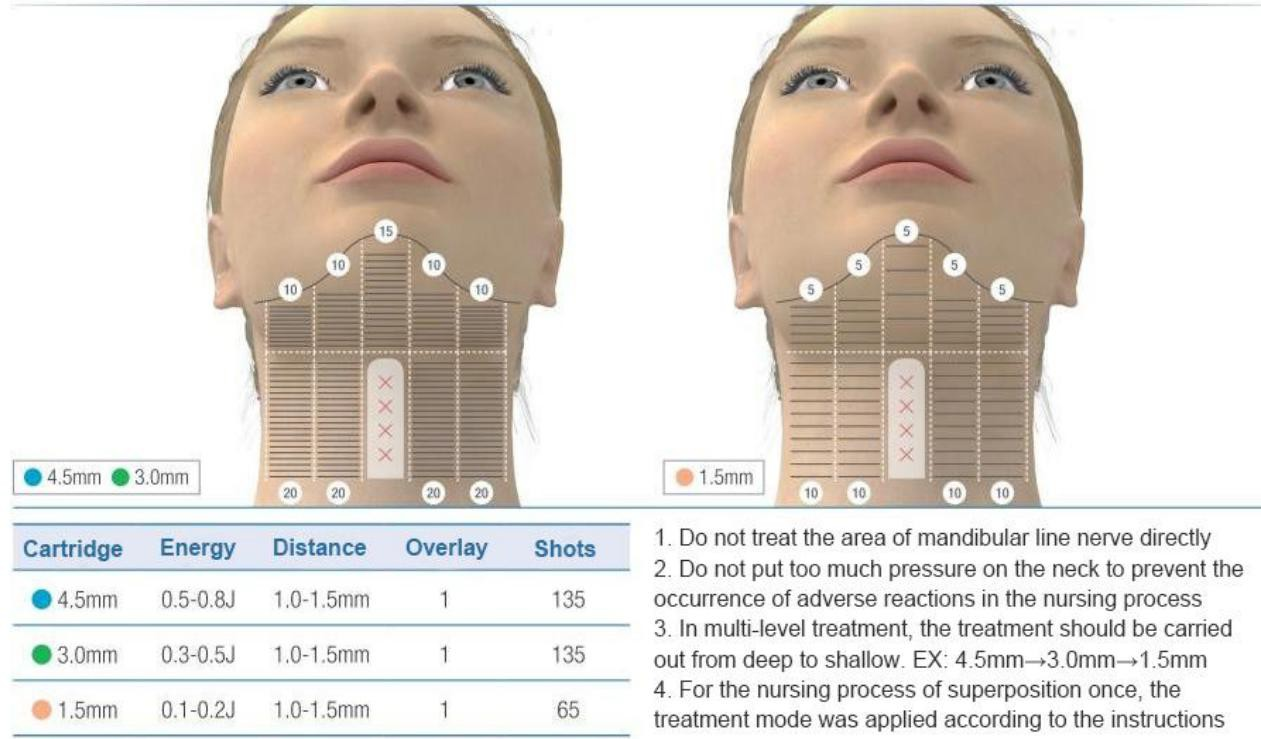 15
10 10
10 10
20 20 20 20
4.5mm 3.0mm
5
5 5
5 5
10 10 10 10
1.5mm
Cartridge Energy Distance Overlay Shots
4.5mm 0.5-0.8J 1.0-1.5mm 1 135
3.0mm 0.3-0.5J 1.0-1.5mm 1 135
1.5mm 0.1-0.2J 1.0-1.5mm 1 65
1. Do not treat the area of mandibular line nerve directly
2. Do not put too much pressure on the neck to prevent the
occurrence of adverse reactions in the nursing process
3. In multi-level treatment, the treatment should be carried
out from deep to shallow. EX: 4.5mm→3.0mm→1.5mm
4. For the nursing process of superposition once, the
treatment mode was applied according to the instructions